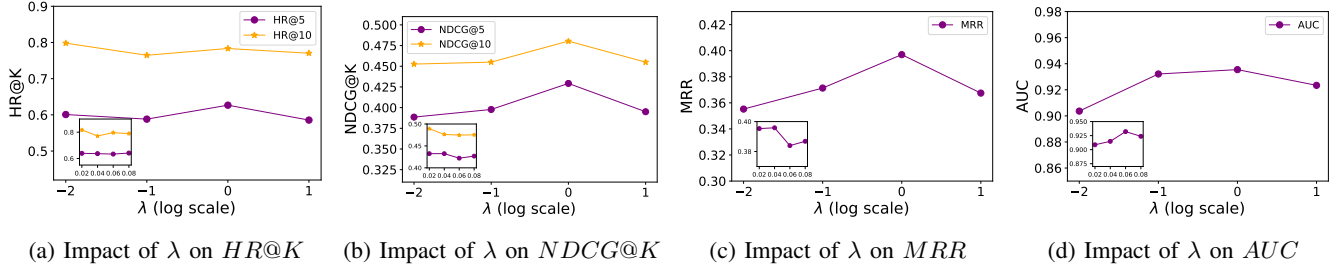 HR@5
HR@10
HR@K
0.9
0.8
0.7
0.6
0.5
0.8
0.6
0.02 0.04 0.06 0.08
−2 −1 0 1
λ (log scale)
(a) Impact of λ on HR@K
NDCG@5
NDCG@10
NDCG@K
0.500
0.475
0.450
0.425
0.400
0.375
0.350
0.325
0.50
0.45
0.40
0.02 0.04 0.06 0.08
−2 −1 0 1
λ (log scale)
(b) Impact of λ on NDCG@K
MRR
MRR
0.42
0.40
0.38
0.36
0.34
0.32
0.30
0.40
0.38
0.02 0.04 0.06 0.08
−2 −1 0 1
λ (log scale)
(c) Impact of λ on MRR
AUC
AUC
0.98
0.96
0.94
0.92
0.90
0.88
0.86
0.950
0.925
0.900
0.875
0.02 0.04 0.06 0.08
−2 −1 0 1
λ (log scale)
(d) Impact of λ on AUC